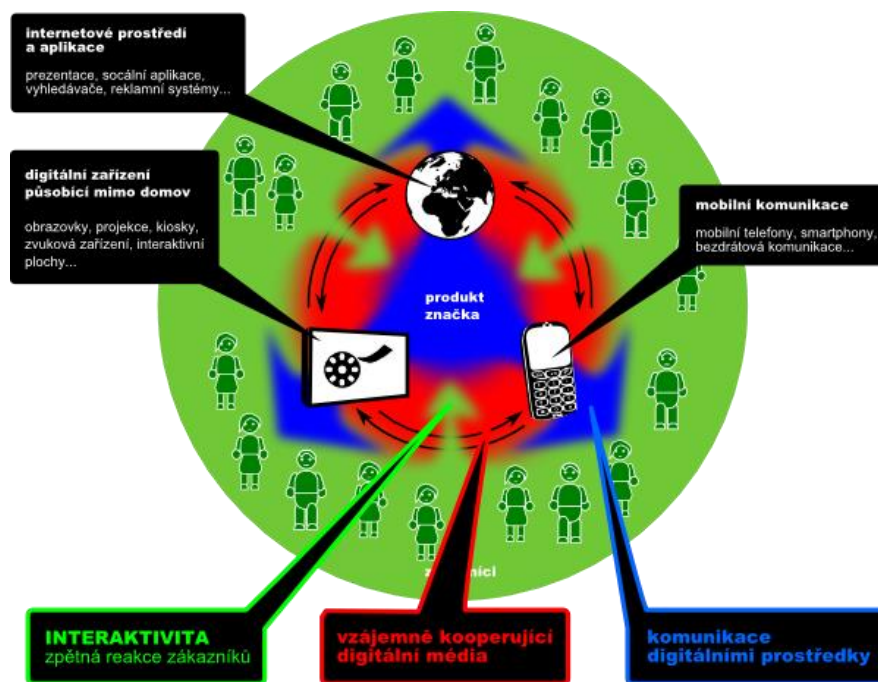 internetové prostředí
a aplikace
prezentace, socální aplikace,
vyhledávače, reklamní systémy...
digitální zařízení
působící mimo domov
obrazovky, projekce, kiosky,
zvuková zařízení, interaktivní
plochy...
mobilní komunikace
mobilní telefony, smartphony,
bezdrátová komunikace...
produkt
značka
INTERAKTIVITA
zpětná reakce zákazníků
vzájemně kooperující
digitální média
komunikace
digitálními prostředky